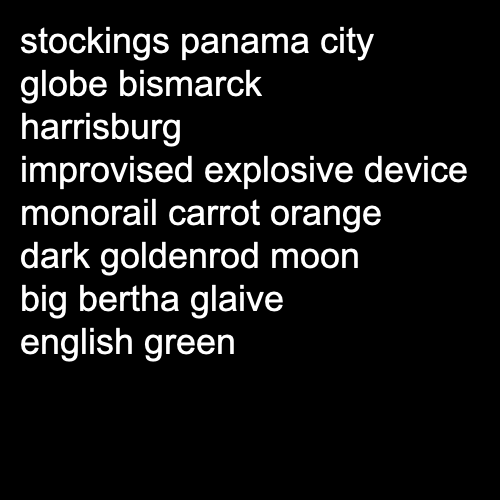 stockings panama city
globe bismarck
harrisburg
improvised explosive device
monorail carrot orange
dark goldenrod moon
big bertha glaive
english green